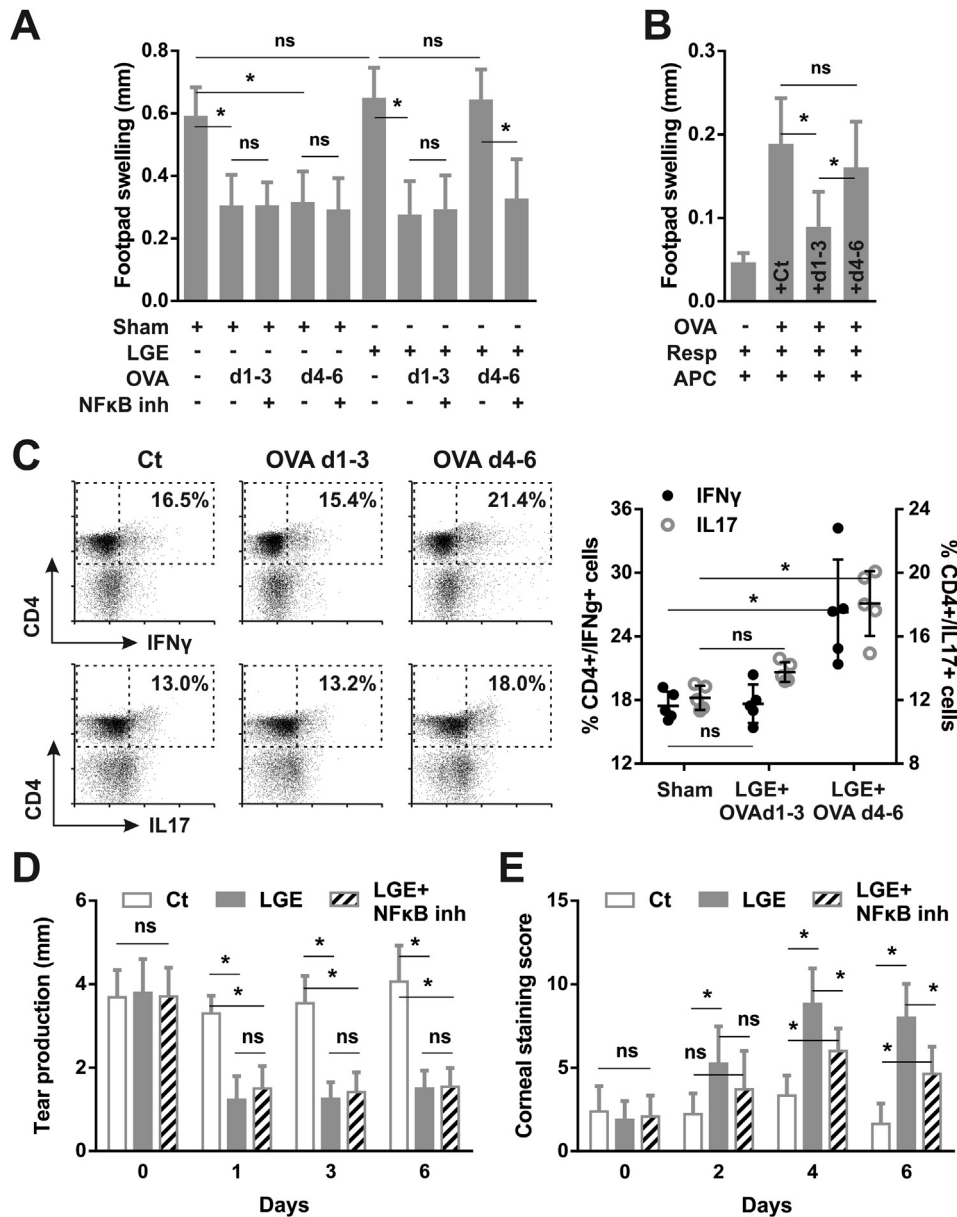 A
ns
ns
*
*
ns
ns
*
ns
*
Footpad swelling (mm)
0.8
0.6
0.4
0.2
0.0
Sham + + + + + - - - - -
LGE - - - - - + + + + +
OVA - d1-3 d4-6 - d1-3 d4-6
NFκB inh - - + - + - - + - +
B
ns
*
*
Footpad swelling (mm)
0.3
0.2
0.1
0.0
+Ct
+d1-3
+d4-6
OVA - + + +
Resp + + + +
APC + + + +
C
Ct
OVA d1-3
OVA d4-6
16.5%
15.4%
21.4%
CD4
IFNγ
13.0%
13.2%
18.0%
CD4
IL17
IFNγ
IL17
*
*
ns
ns
% CD4+/IFNg+ cells
36
30
24
18
12
% CD4+/IL17+ cells
24
20
16
12
8
Sham
LGE+
OVAd1-3
LGE+
OVA d4-6
D
Ct
LGE
LGE+
NFκB inh
Tear production (mm)
6
4
2
0
ns
*
*
ns
*
*
ns
*
*
ns
0 1 3 6
Days
E
Ct
LGE
LGE+
NFκB inh
Corneal staining score
15
10
5
0
ns
*
ns
ns
*
*
*
*
*
*
0 2 4 6
Days